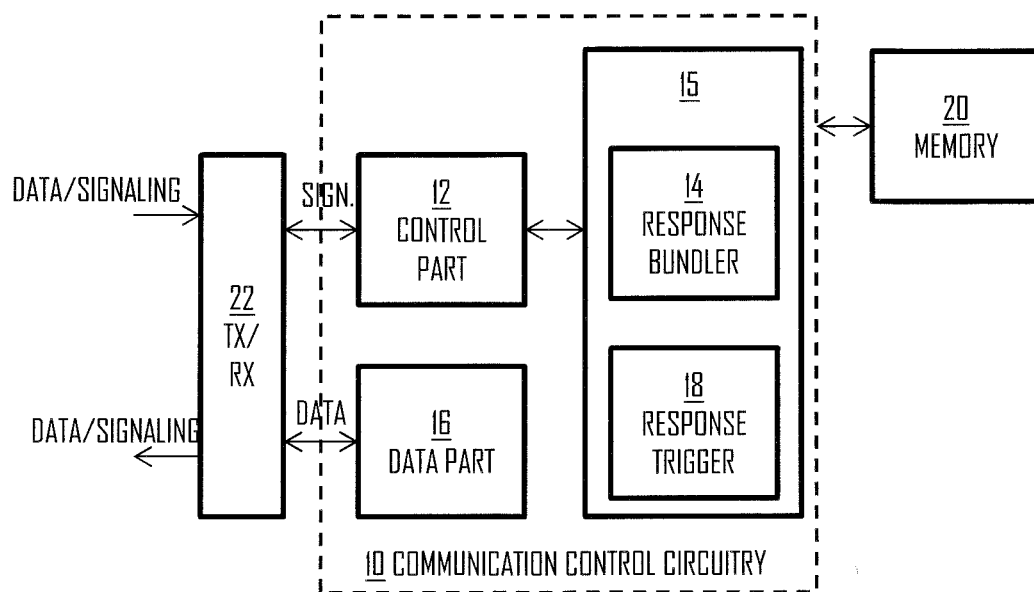 15
20
MEMORY
DATA/SIGNALING
SIGN.
12
CONTROL
PART
14
RESPONSE
BUNDLER
22
TX/
RX
DATA/SIGNALING
DATA
16
DATA PART
18
RESPONSE
TRIGGER
10 COMMUNICATION CONTROL CIRCUITRY